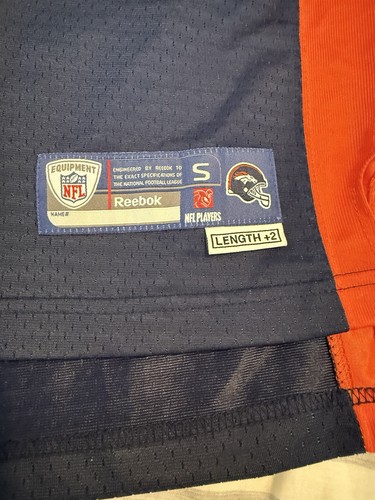 EQUIPMENT
NFL
NAME#
ENGINEERED BY REEBOK TO
THE EXACT SPECIFICATIONS OF
THE NATIONAL FOOTBALL LEAGUE
Reebok
S
NFL PLAYERS
LENGTH +2